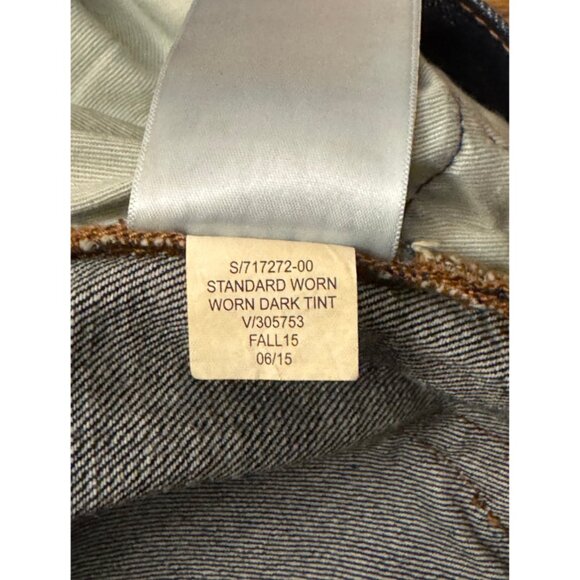 S/717272-00
STANDARD WORN
WORN DARK TINT
V/305753
FALL15
06/15